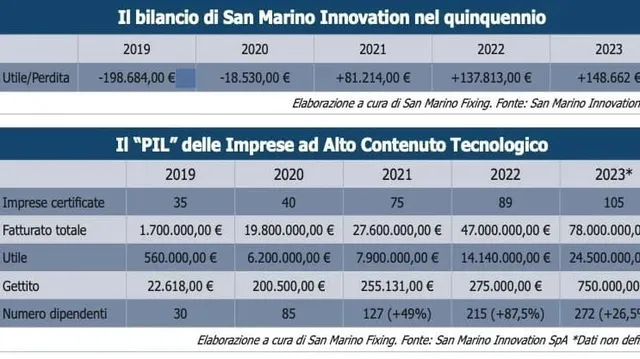 Il bilancio di San Marino Innovation nel quinquennio
2019 2020 2021 2022 2023
Utile/Perdita -198.684,00 € -18.530,00 € +81.214,00 € +137.813,00 € +148.662 €
Elaborazione a cura di San Marino Fixing. Fonte: San Marino Innovation
Il “PIL” delle Imprese ad Alto Contenuto Tecnologico
2019 2020 2021 2022 2023*
Imprese certificate 35 40 75 89 105
Fatturato totale 1.700.000,00 € 19.800.000,00 € 27.600.000,00 € 47.000.000,00 € 78.000.000,0
Utile 560.000,00 € 6.200.000,00 € 7.900.000,00 € 14.140.000,00 € 24.500.000,
Gettito 22.618,00 € 200.500,00 € 255.131,00 € 275.000,00 € 750.000,00
Numero dipendenti 30 85 127 (+49%) 215 (+87,5%) 272 (+26,5%
Elaborazione a cura di San Marino Fixing. Fonte: San Marino Innovation SpA *Dati non defi